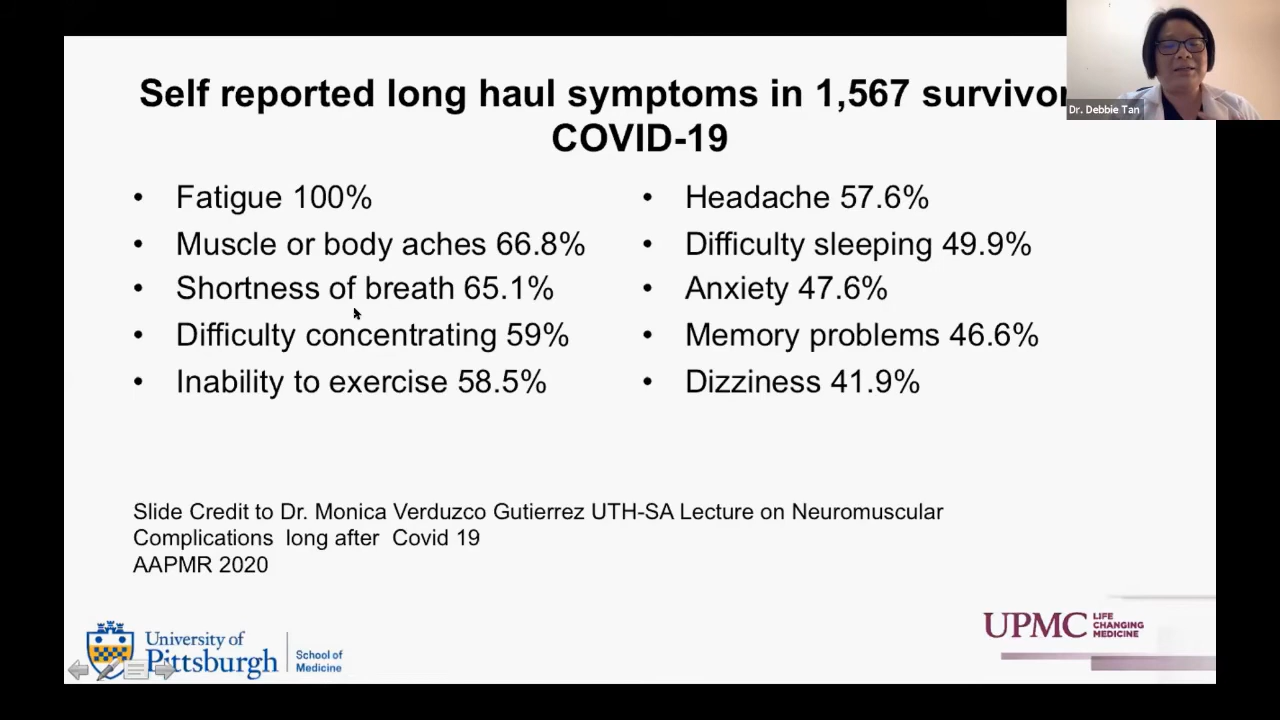 Self reported long haul symptoms in 1,567
COVID-19
Dr. Debbie Tan
• Fatigue 100%
• Muscle or body aches 66.8%
• Shortness of breath 65.1%
• Difficulty concentrating 59%
• Inability to exercise 58.5%
• Headache 57.6%
• Difficulty sleeping 49.9%
• Anxiety 47.6%
• Memory problems 46.6%
• Dizziness 41.9%
Slide Credit to Dr. Monica Verduzco Gutierrez UTH-SA Lecture on Neuromuscular
Complications long after Covid 19
AAPMR 2020
University of
Pittsburgh
School of
Medicine
UPMC
LIFE
CHANGING
MEDICINE